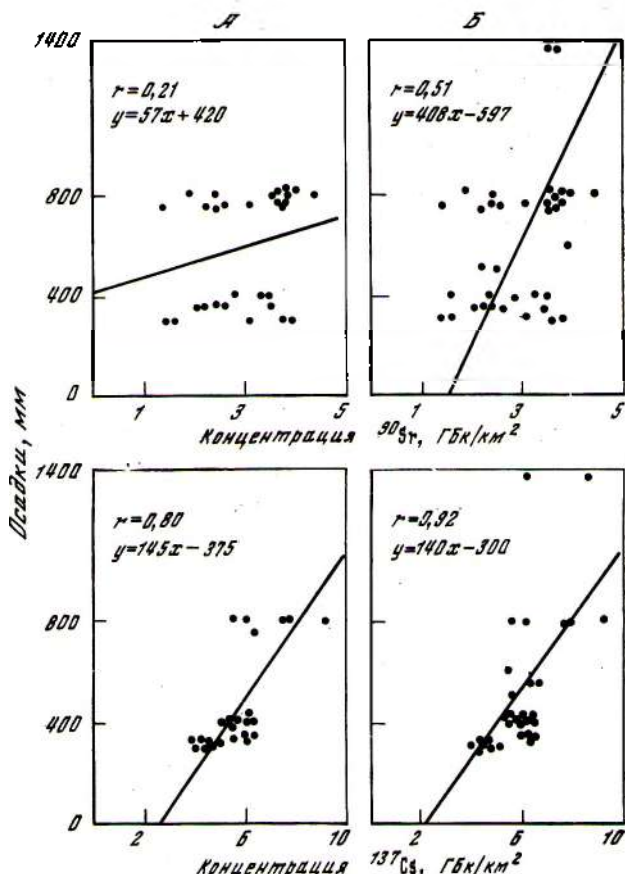 А Б
1400
r=0,21
y=57x+420
r=0,51
y=408x-597
800
400
0
1 3 5 1 3 5
Концентрация ⁹⁰Sr, ГБк/км²
Осадки, мм
1400
r=0,80
y=145x-375
r=0,92
y=140x-300
800
400
0
2 6 10 2 6 10
Концентрация ¹³⁷Cs, ГБк/км²